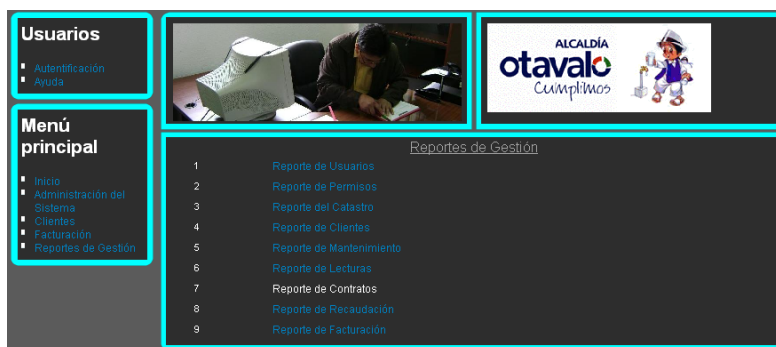 Usuarios
Autentificación
Ayuda
Menú
principal
Inicio
Administración del
Sistema
Clientes
Facturación
Reportes de Gestión
ALCALDÍA
otavalo
Cumplimos
Reportes de Gestión
1 Reporte de Usuarios
2 Reporte de Permisos
3 Reporte del Catastro
4 Reporte de Clientes
5 Reporte de Mantenimiento
6 Reporte de Lecturas
7 Reporte de Contratos
8 Reporte de Recaudación
9 Reporte de Facturación